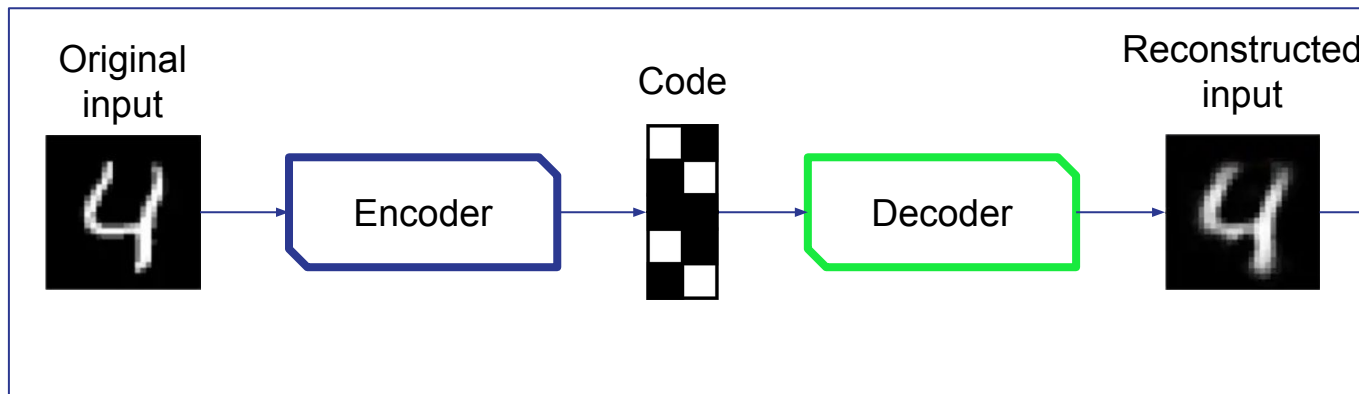 Original
input
Encoder
Code
Decoder
Reconstructed
input